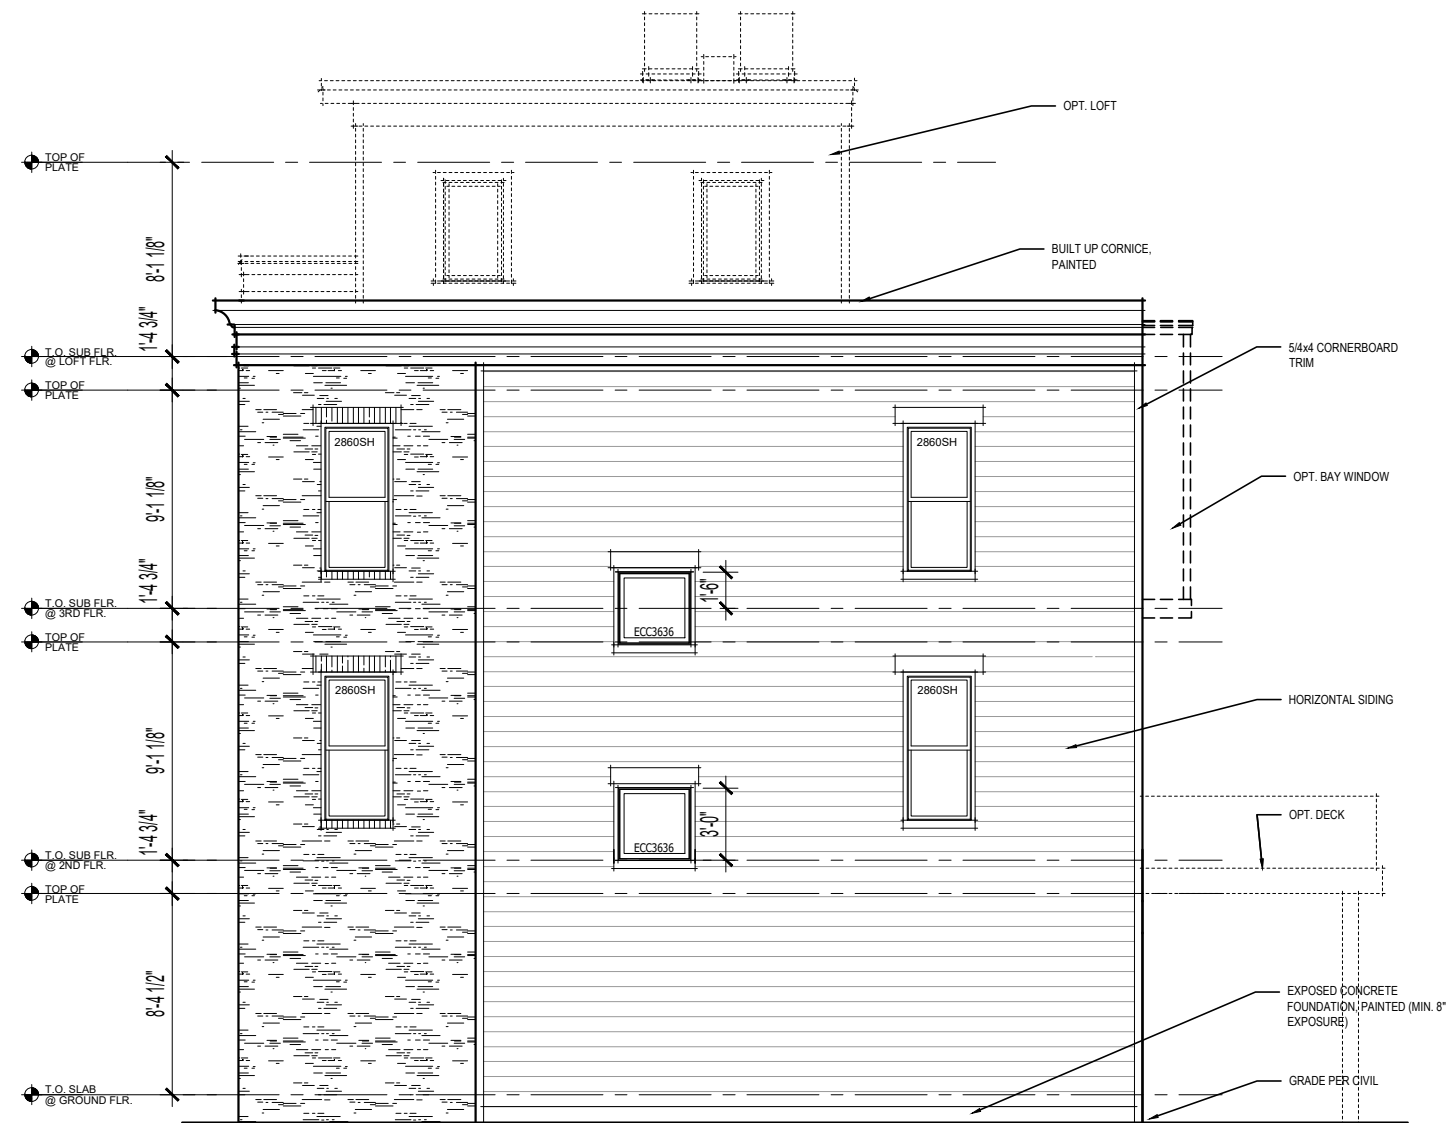 OPT. LOFT
TOP OF
PLATE
8'-1 1/8"
BUILT UP CORNICE,
PAINTED
1'-4 3/4"
T.O. SUB FLR.
@ LOFT FLR.
5/4x4 CORNERBOARD
TRIM
TOP OF
PLATE
2860SH
2860SH
9'-1 1/8"
OPT. BAY WINDOW
1'-4 3/4"
1'-6"
T.O. SUB FLR.
@ 3RD FLR.
ECC3636
TOP OF
PLATE
2860SH
2860SH
HORIZONTAL SIDING
9'-1 1/8"
1'-4 3/4"
3'-0"
OPT. DECK
ECC3636
T.O. SUB FLR.
@ 2ND FLR.
TOP OF
PLATE
8'-4 1/2"
EXPOSED CONCRETE
FOUNDATION, PAINTED (MIN. 8"
EXPOSURE)
T.O. SLAB
@ GROUND FLR.
GRADE PER CIVIL